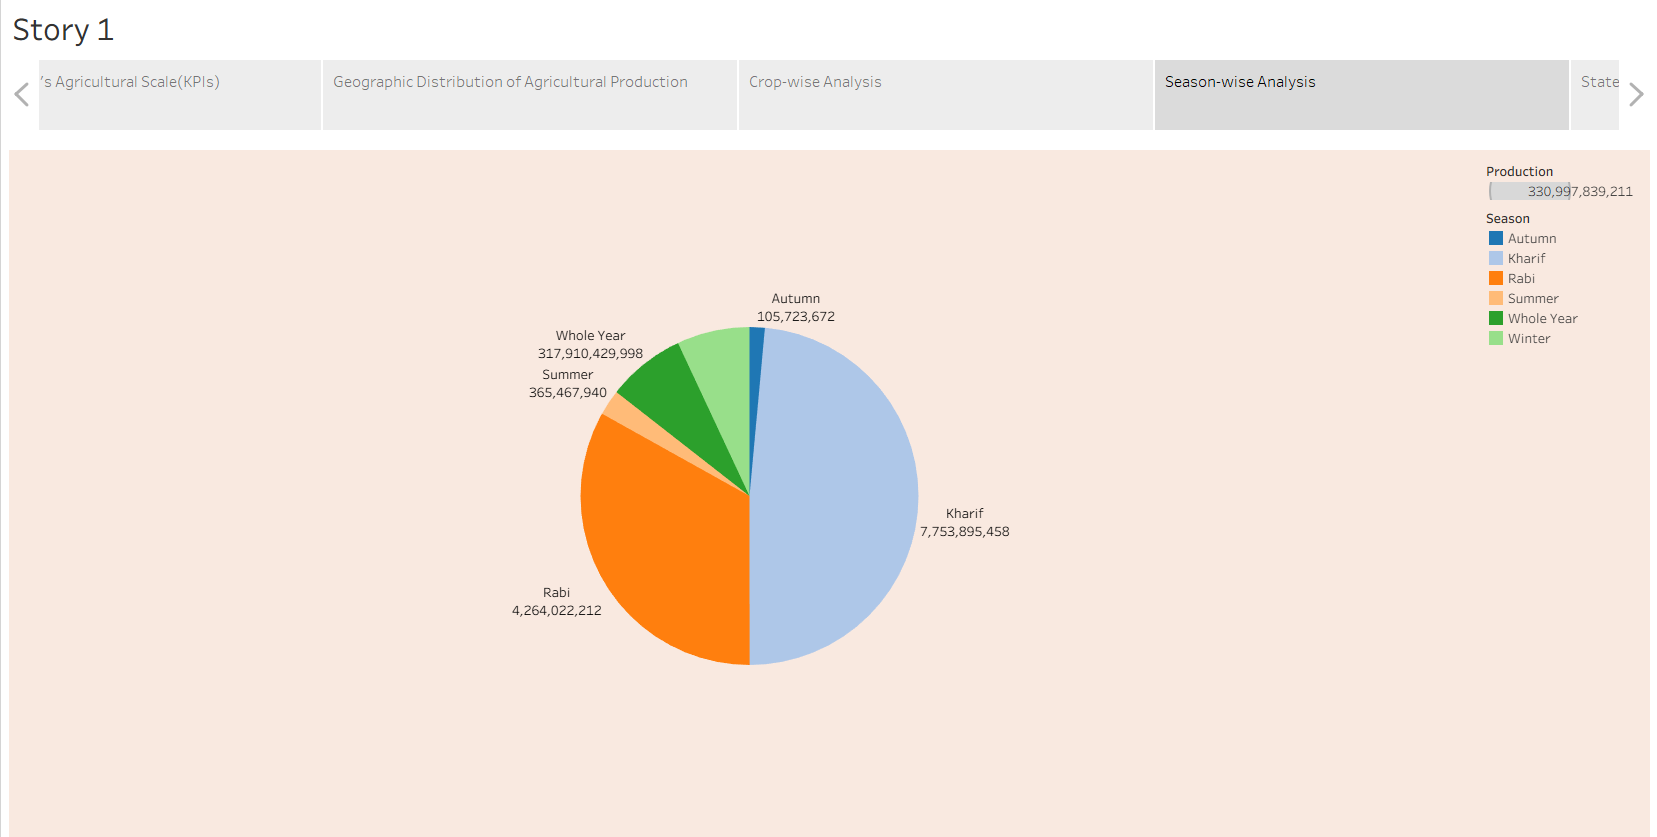 Story 1
's Agricultural Scale(KPIs)
Geographic Distribution of Agricultural Production
Crop-wise Analysis
Season-wise Analysis
State
Production
330,997,839,211
Season
Autumn
Kharif
Rabi
Summer
Whole Year
Winter
Autumn
105,723,672
Whole Year
317,910,429,998
Summer
365,467,940
Kharif
7,753,895,458
Rabi
4,264,022,212